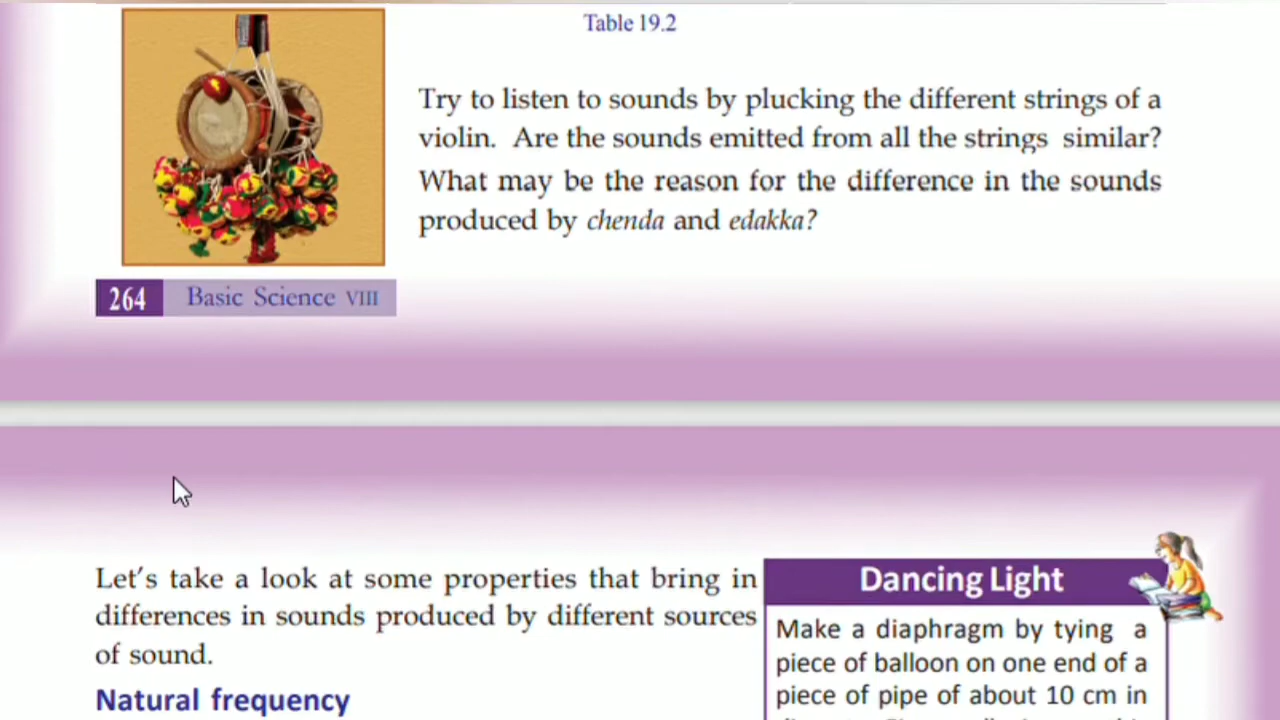 Table 19.2
Try to listen to sounds by plucking the different strings of a
violin. Are the sounds emitted from all the strings similar?
What may be the reason for the difference in the sounds
produced by chenda and edakka?
264 Basic Science VIII
Let's take a look at some properties that bring in
differences in sounds produced by different sources
of sound.
Natural frequency
Dancing Light
Make a diaphragm by tying a
piece of balloon on one end of a
piece of pipe of about 10 cm in